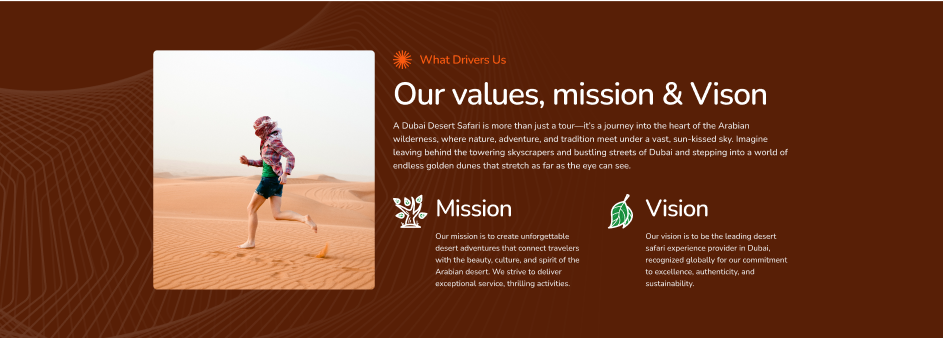 What Drivers Us
Our values, mission & Vison
A Dubai Desert Safari is more than just a tour—it's a journey into the heart of the Arabian
wilderness, where nature, adventure, and tradition meet under a vast, sun-kissed sky. Imagine
leaving behind the towering skyscrapers and bustling streets of Dubai and stepping into a world of
endless golden dunes that stretch as far as the eye can see.
Mission
Our mission is to create unforgettable
desert adventures that connect travelers
with the beauty, culture, and spirit of the
Arabian desert. We strive to deliver
exceptional service, thrilling activities.
Vision
Our vision is to be the leading desert
safari experience provider in Dubai,
recognized globally for our commitment
to excellence, authenticity, and
sustainability.